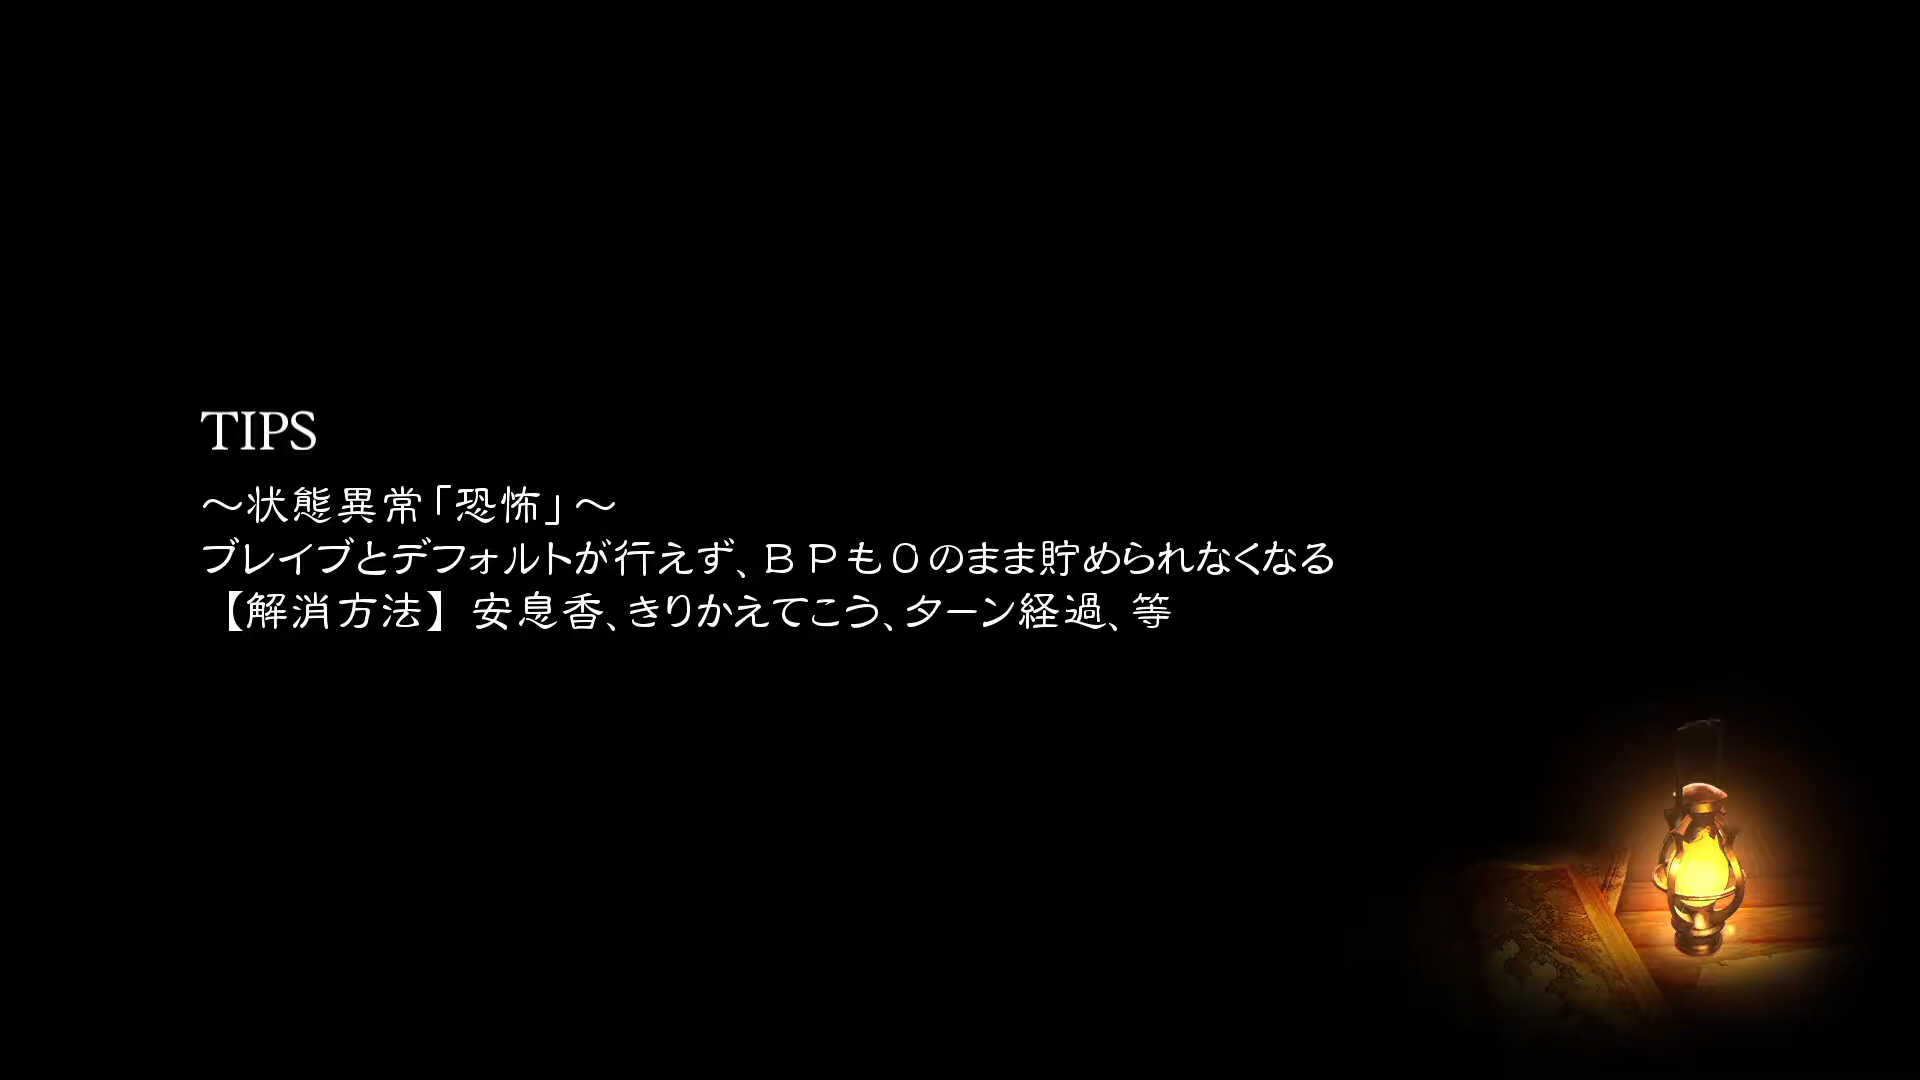 TIPS
～状態異常「恐怖」～
ブレイブとデフォルトが行えず、ＢＰも０のまま貯められなくなる
【解消方法】 安息香、きりかえてこう、ターン経過、等